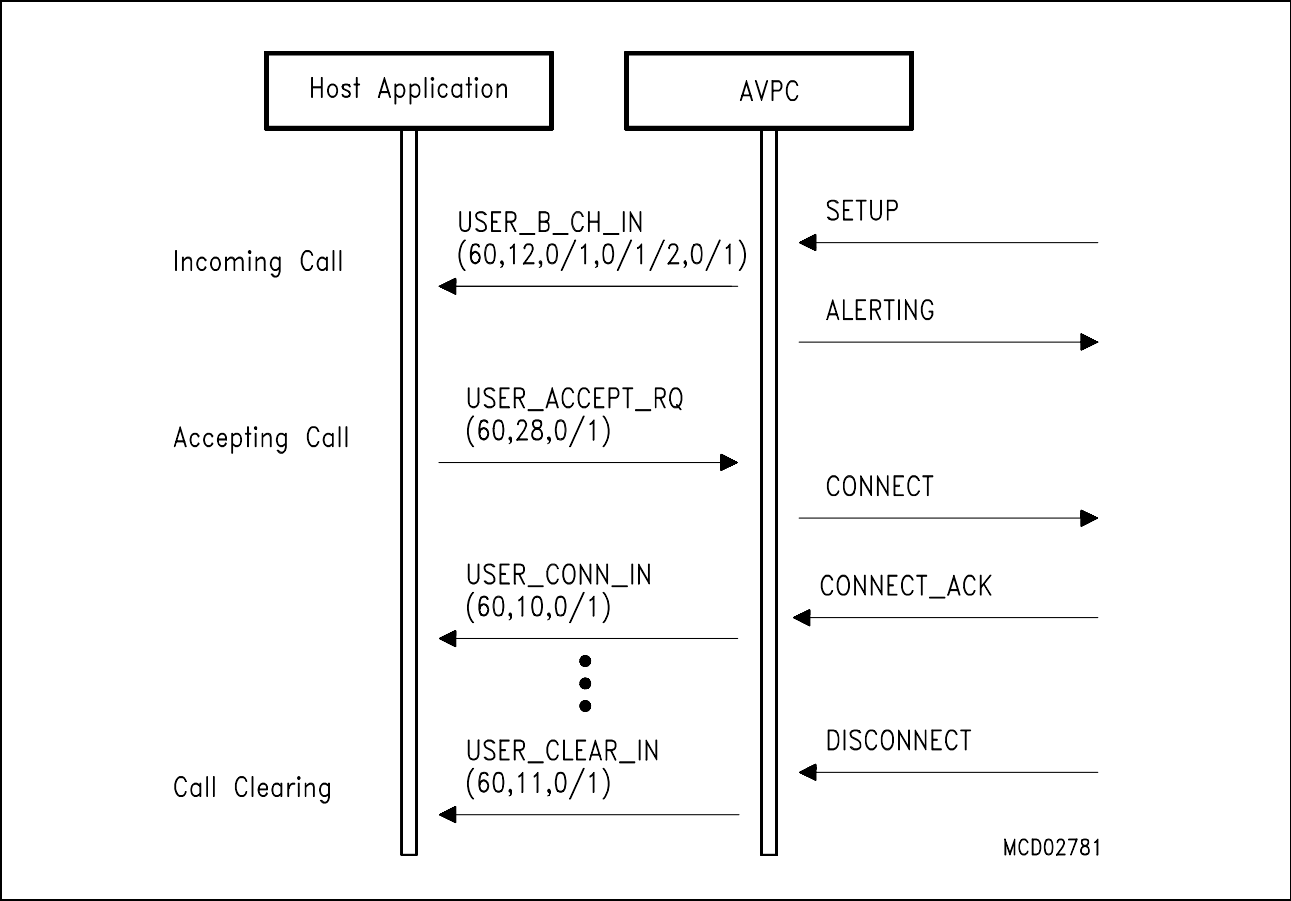 Host Application
AVPC
SETUP
USER_B_CH_IN
(60,12,0/1,0/1/2,0/1)
Incoming Call
ALERTING
USER_ACCEPT_RQ
(60,28,0/1)
Accepting Call
CONNECT
USER_CONN_IN
(60,10,0/1)
CONNECT_ACK
DISCONNECT
USER_CLEAR_IN
(60,11,0/1)
Call Clearing
MCD02781